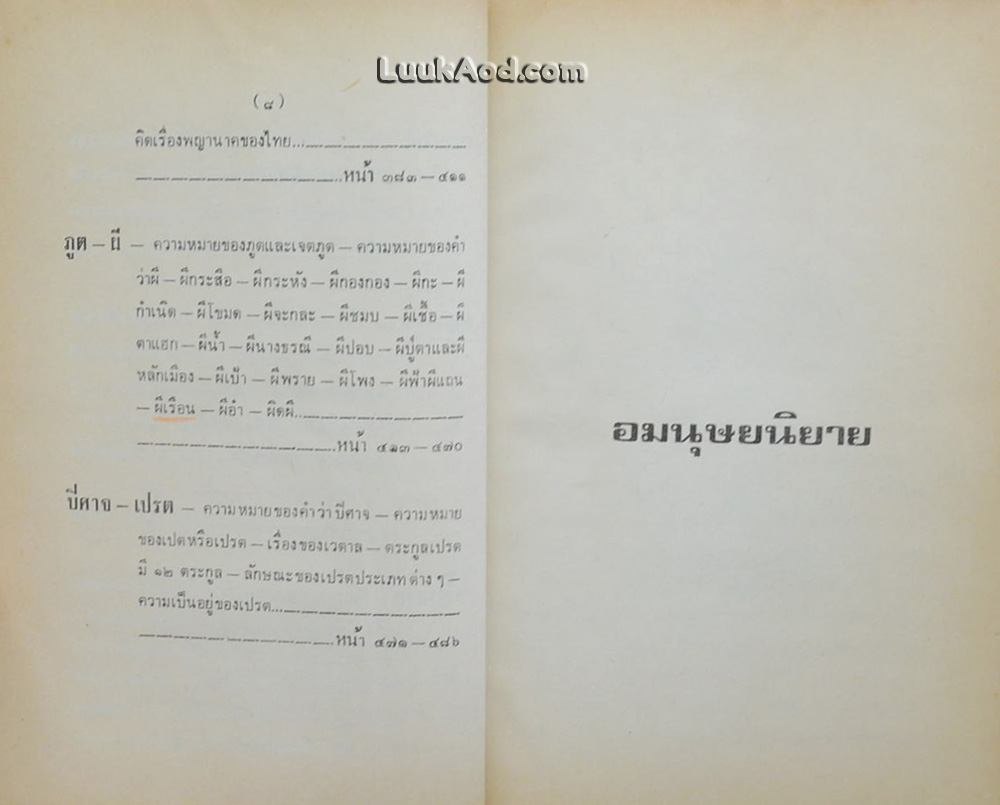 LuukAod.com
(๘)
คิดเรื่องพญานาคของไทย...
หน้า ๓๘๓ — ๔๑๑
ภูต — ผี — ความหมายของภูตและเจตภูต — ความหมายของคำ
ว่าผี — ผีกระสือ — ผีกระหัง — ผีกองกอง — ผีกะ — ผี
กำเนิด — ผีโขมด — ผีจะกละ — ผีชมบ — ผีเชื้อ — ผี
ตาแฮก — ผีน้ำ — ผีนางธรณี — ผีปอบ — ผีปู่ตาและผี
หลักเมือง — ผีเป้า — ผีพราย — ผีโพง — ผีฟ้าผีแถน
— ผีเรือน — ผีอำ — ผิดผี...
หน้า ๔๑๓ — ๔๗๐
ปีศาจ — เปรต — ความหมายของคำว่าปีศาจ — ความหมาย
ของเปตหรือเปรต — เรื่องของเวตาล — ตระกูลเปรต
มี ๑๒ ตระกูล — ลักษณะของเปรตประเภทต่าง ๆ —
ความเป็นอยู่ของเปรต...
หน้า ๔๗๑ — ๔๘๖
อมนุษยนิยาย